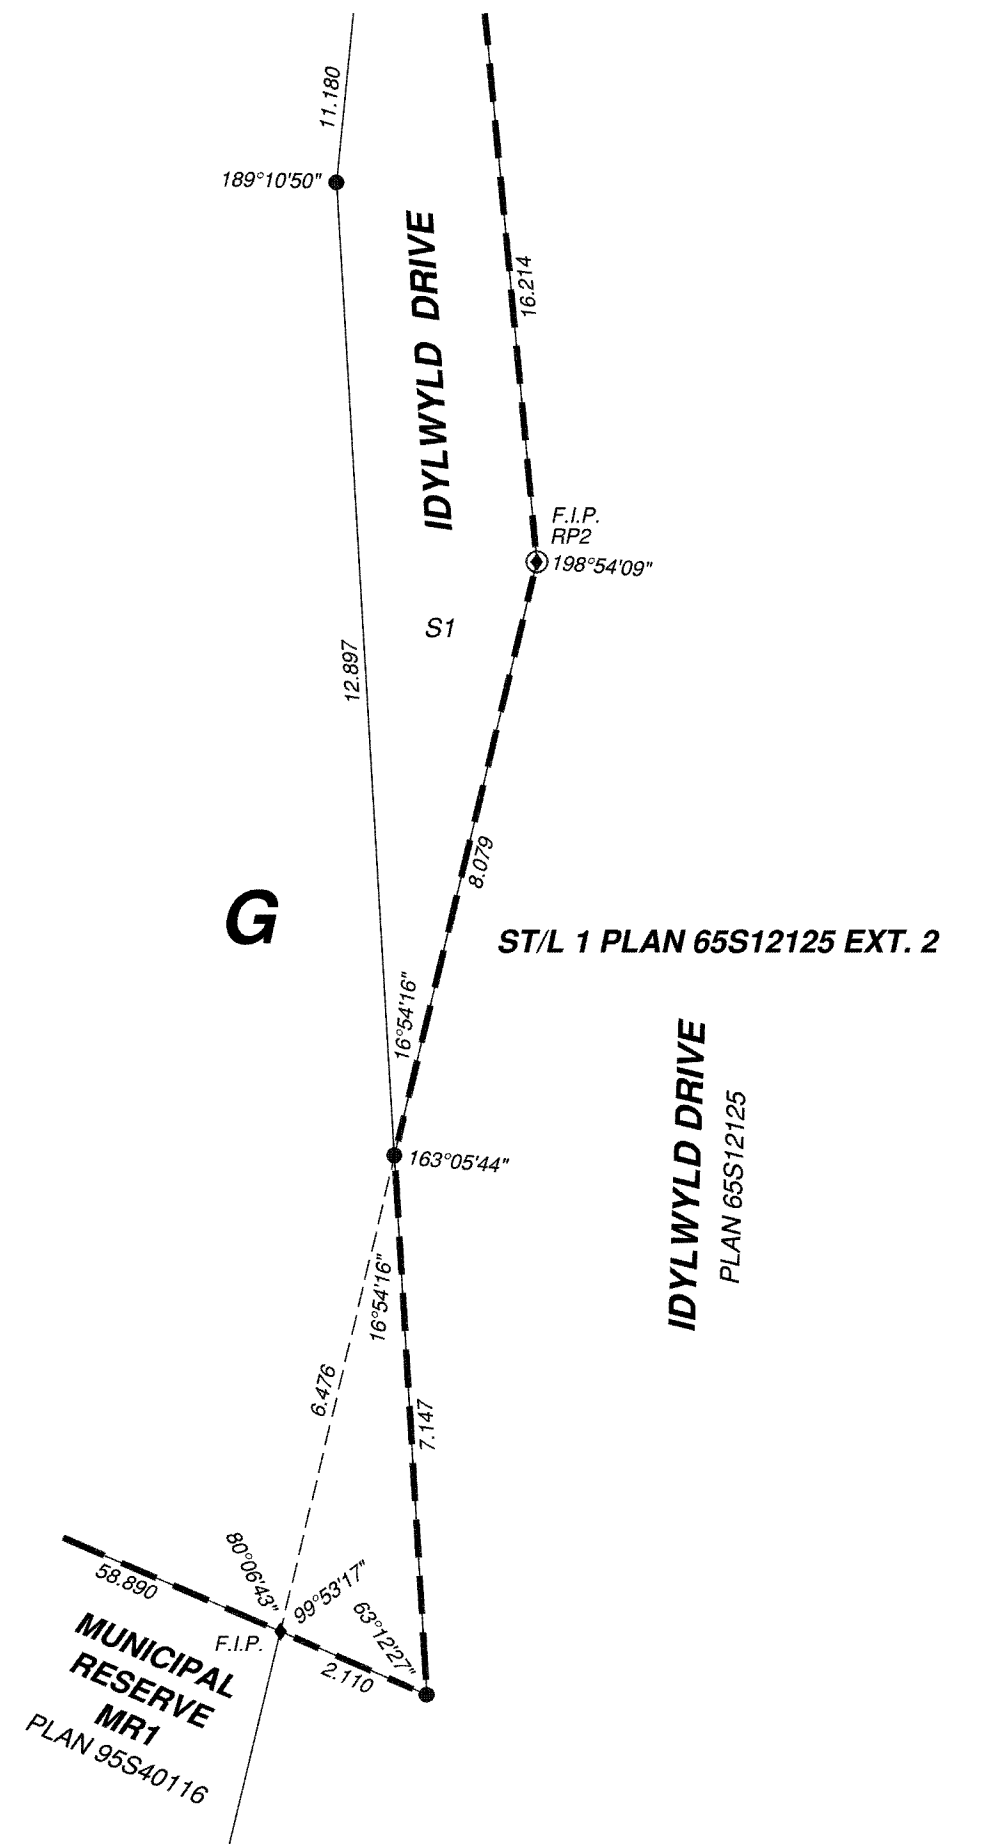 11.180
189°10'50"
IDYLWYLD DRIVE
16.214
F.I.P.
RP2
198°54'09"
S1
12.897
8.079
G
ST/L 1 PLAN 65S12125 EXT. 2
16°54'16"
IDYLWYLD DRIVE
PLAN 65S12125
163°05'44"
16°54'16"
6.476
7.147
80°06'43"
99°53'17"
63°12'27"
58.890
F.I.P.
2.110
MUNICIPAL
RESERVE
MR1
PLAN 95S40116